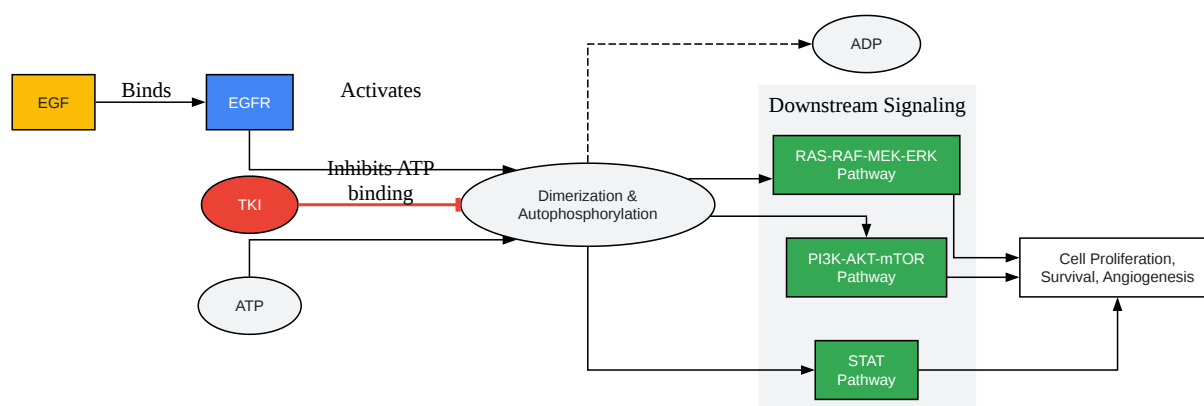 ADP
EGF
Binds
EGFR
Activates
Downstream Signaling
RAS-RAF-MEK-ERK
Pathway
Inhibits ATP
binding
TKI
Dimerization &
Autophosphorylation
PI3K-AKT-mTOR
Pathway
Cell Proliferation,
Survival, Angiogenesis
ATP
STAT
Pathway